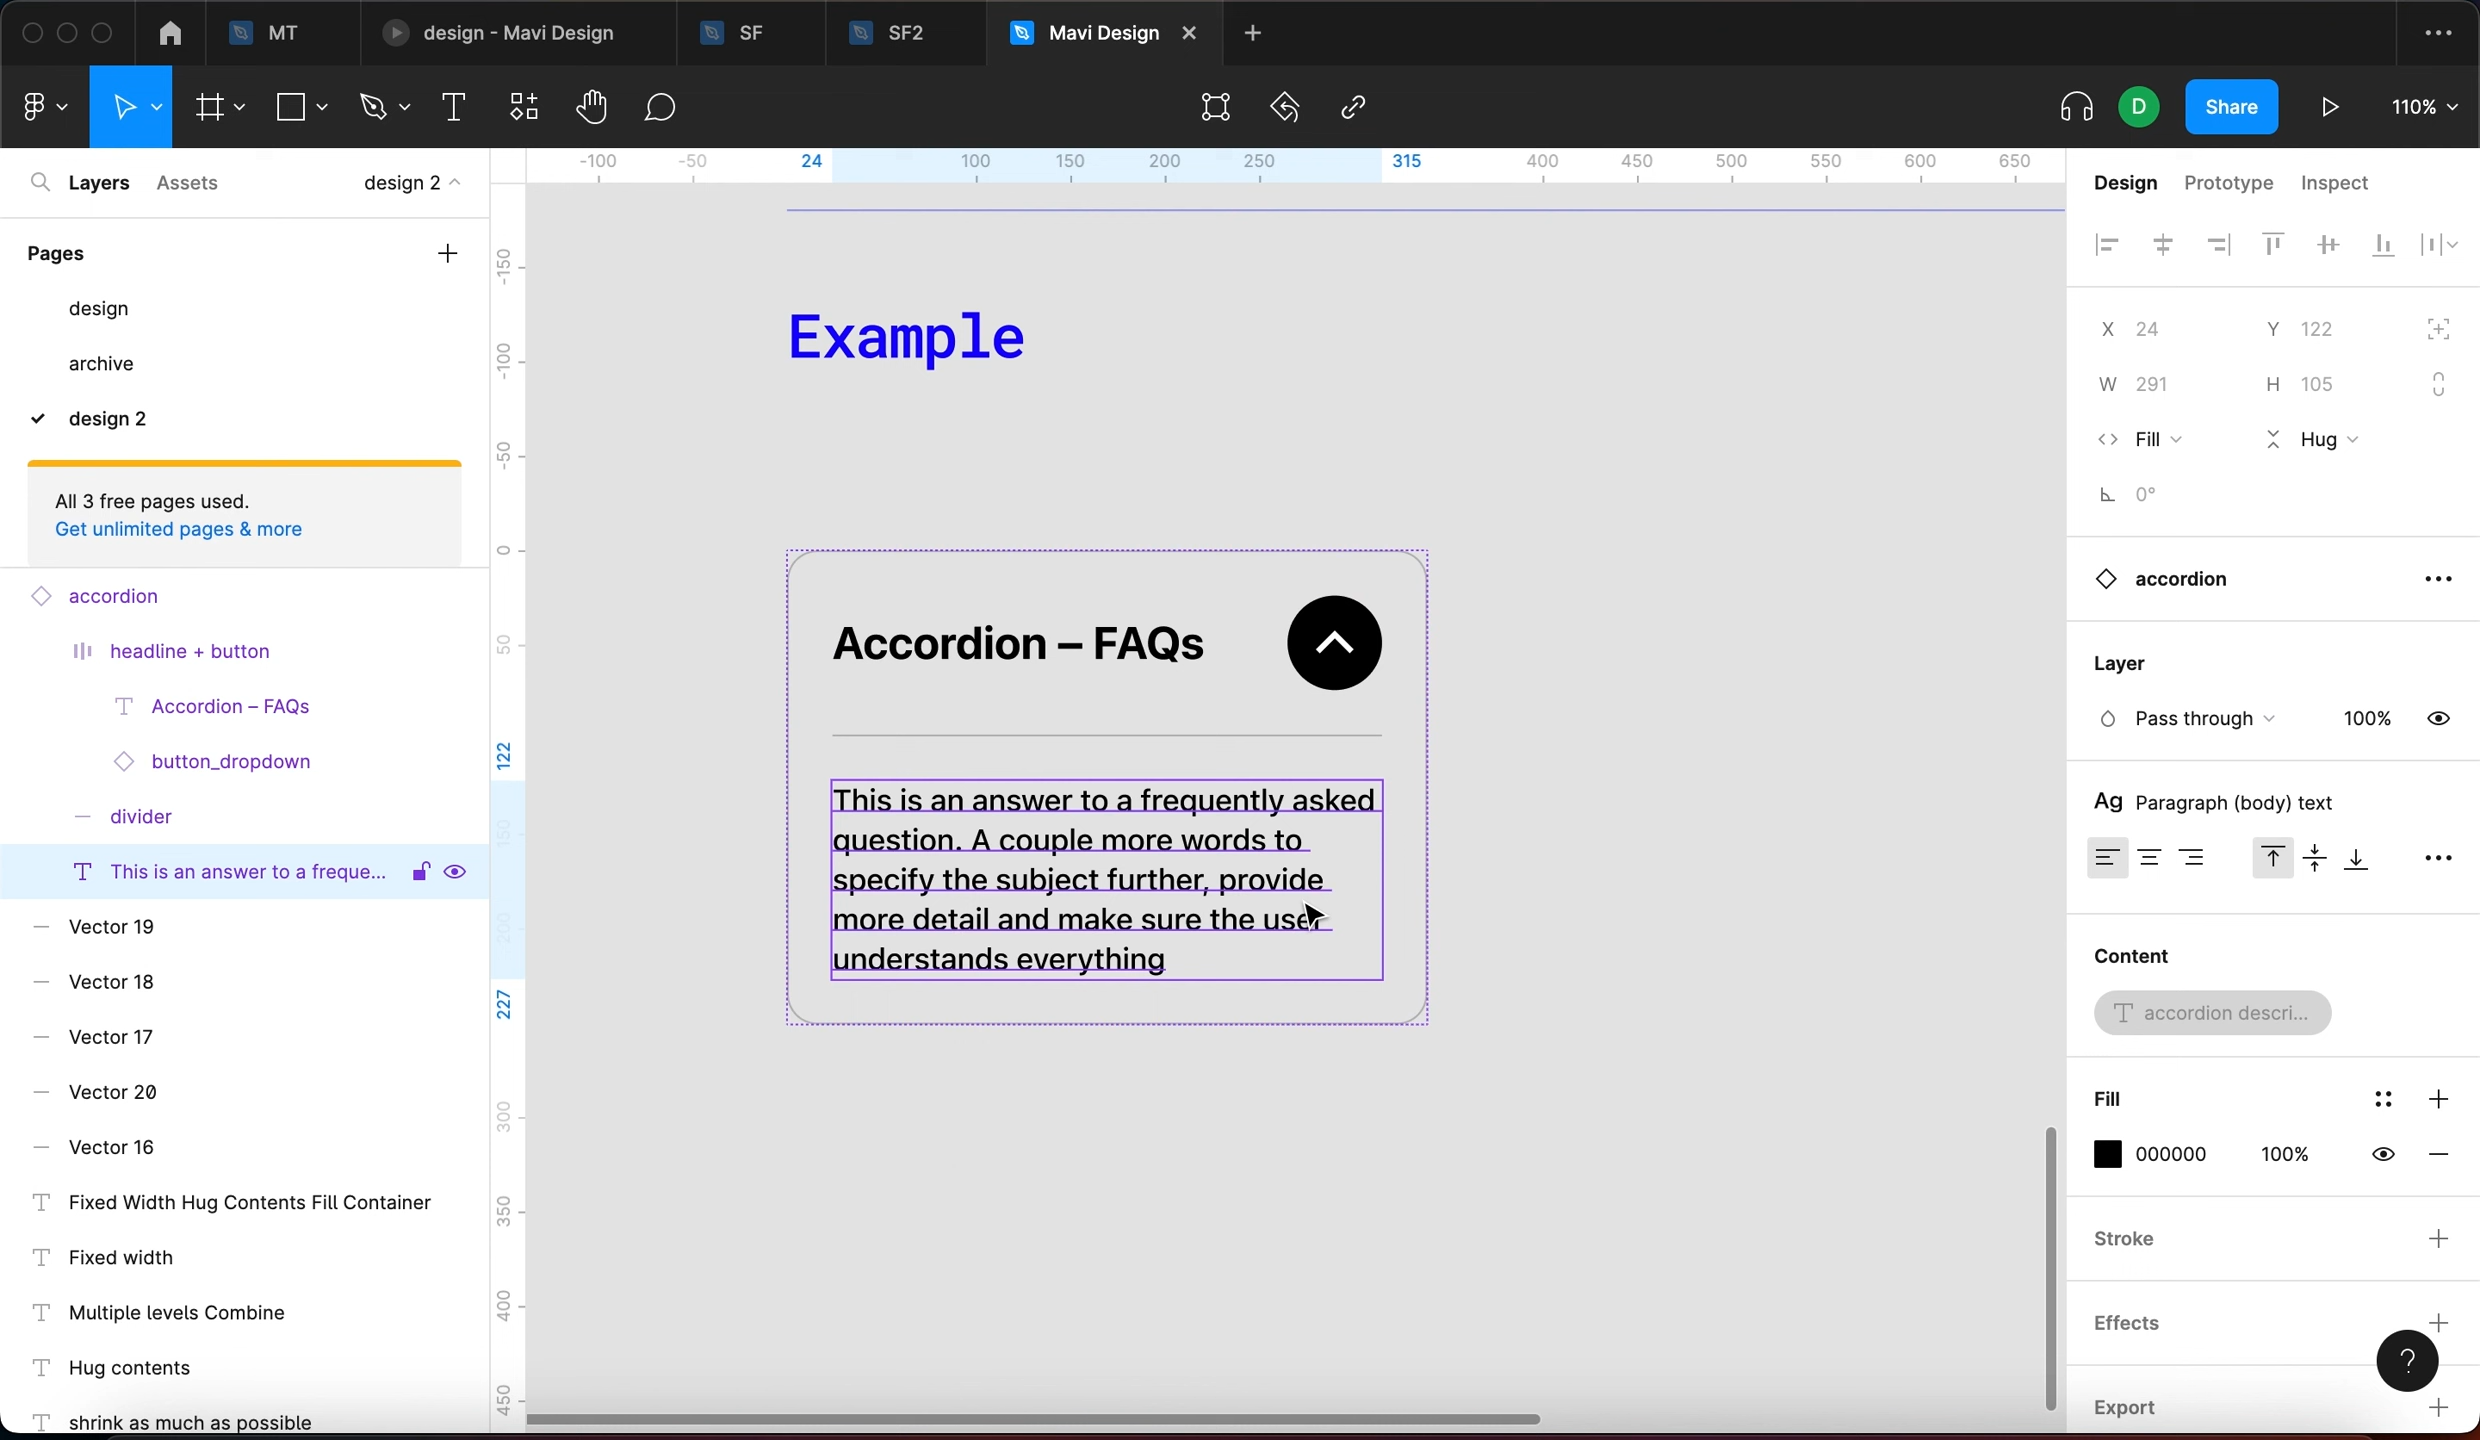 MT
design - Mavi Design
SF
SF2
Mavi Design
D
Share
110%
Layers
Assets
design 2
Pages
design
archive
design 2
All 3 free pages used.
Get unlimited pages & more
accordion
headline + button
Accordion – FAQs
button_dropdown
divider
This is an answer to a freque...
Vector 19
Vector 18
Vector 17
Vector 20
Vector 16
Fixed Width Hug Contents Fill Container
Fixed width
Multiple levels Combine
Hug contents
shrink as much as possible
-100 -50 24 100 150 200 250 315 400 450 500 550 600 650
-150
-100
-50
0
50
122
150
200
227
300
350
400
450
Example
Accordion – FAQs
This is an answer to a frequently asked
question. A couple more words to
specify the subject further, provide
more detail and make sure the user
understands everything
Design
Prototype
Inspect
X 24 Y 122
W 291 H 105
Fill Hug
0°
accordion
Layer
Pass through 100%
Ag Paragraph (body) text
Content
T accordion descri...
Fill
000000 100%
Stroke
Effects
?
Export